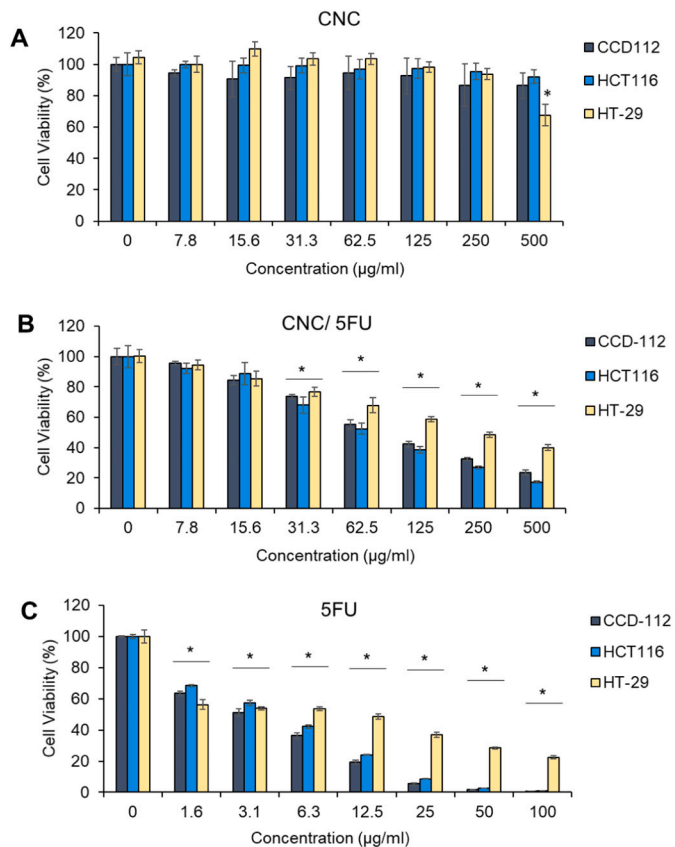 A
CNC
120
100
80
60
40
20
0
Cell Viability (%)
*
CCD112
HCT116
HT-29
0 7.8 15.6 31.3 62.5 125 250 500
Concentration (µg/ml)
B
CNC/ 5FU
120
100
80
60
40
20
0
Cell Viability (%)
* * * * *
CCD-112
HCT116
HT-29
0 7.8 15.6 31.3 62.5 125 250 500
Concentration (µg/ml)
C
5FU
120
100
80
60
40
20
0
Cell Viability (%)
* * * * * * *
CCD-112
HCT116
HT-29
0 1.6 3.1 6.3 12.5 25 50 100
Concentration (µg/ml)